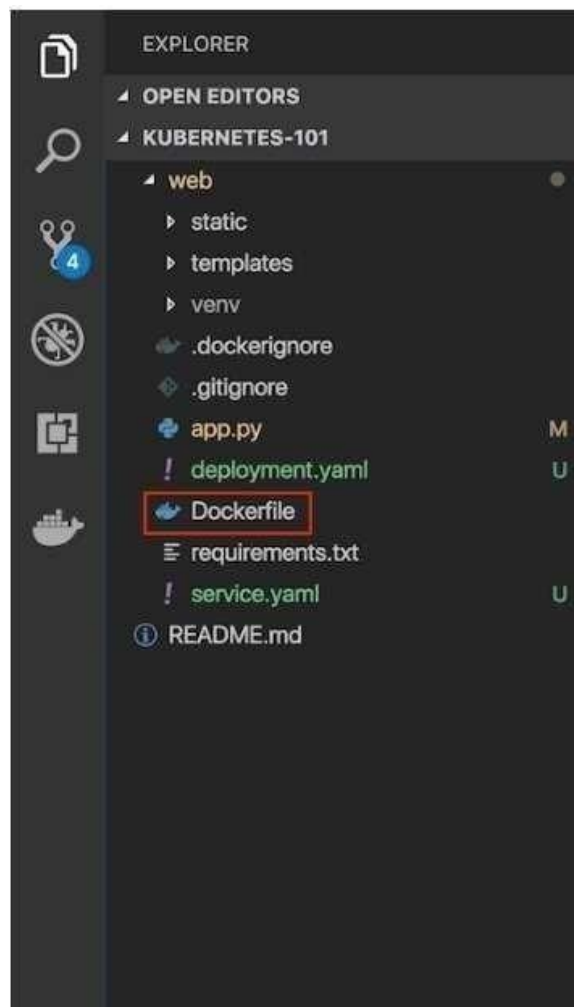 EXPLORER
OPEN EDITORS
KUBERNETES-101
web
static
templates
venv
4
.dockerignore
.gitignore
app.py M
deployment.yaml U
Dockerfile
requirements.txt
service.yaml U
README.md